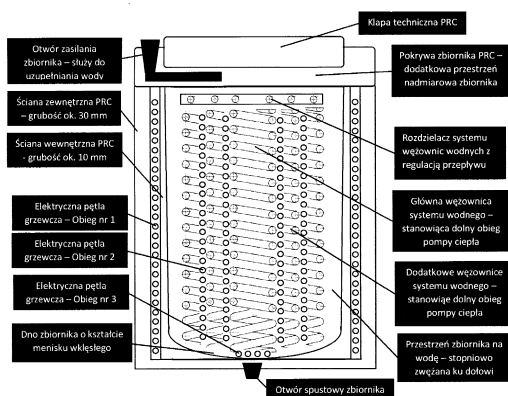 Klapa techniczna PRC
Otwór zasilania
zbiornika – służy do
uzupełniania wody
Pokrywa zbiornika PRC –
dodatkowa przestrzeń
nadmiarowa zbiornika
Ściana zewnętrzna PRC
– grubość ok. 30 mm
Ściana wewnętrzna PRC
- grubość ok. 10 mm
Rozdzielacz systemu
wężownic wodnych z
regulacją przepływu
Elektryczna pętla
grzewcza – Obieg nr 1
Główna wężownica
systemu wodnego –
stanowiąca dolny obieg
pompy ciepła
Elektryczna pętla
grzewcza – Obieg nr 2
Dodatkowe wężownice
systemu wodnego –
stanowiąe dolny obieg
pompy ciepła
Elektryczna pętla
grzewcza – Obieg nr 3
Dno zbiornika o kształcie
menisku wklęsłego
Przestrzeń zbiornika na
wodę – stopniowo
zwężana ku dołowi
Otwór spustowy zbiornika